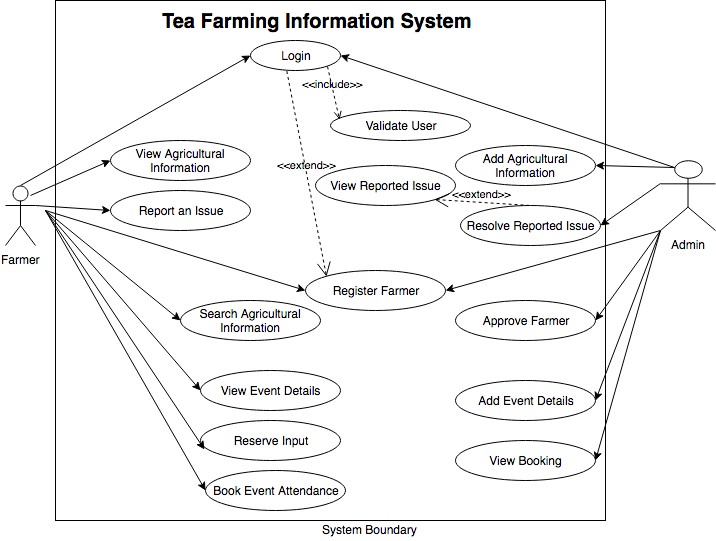 Tea Farming Information System
Login
<<include>>
Validate User
View Agricultural
Information
Add Agricultural
Information
<<extend>>
View Reported Issue
<<extend>>
Report an Issue
Resolve Reported Issue
Farmer
Admin
Register Farmer
Search Agricultural
Information
Approve Farmer
View Event Details
Add Event Details
Reserve Input
View Booking
Book Event Attendance
System Boundary